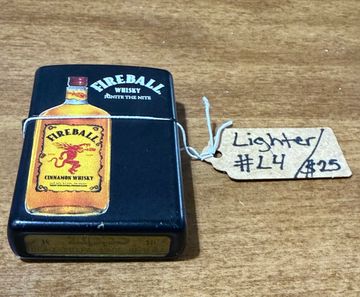 FIREBALL
WHISKY
IGNITE THE NITE
FIREBALL
CINNAMON WHISKY
Lighter/
#L4 $25